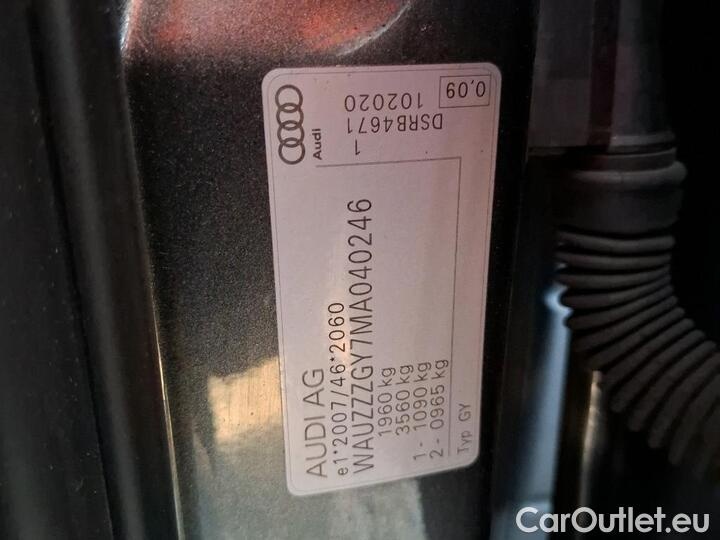 AUDI AG
e1*2007/46*2060
WAUZZZGY7MA040246
1960 kg
3560 kg
1 - 1090 kg
2 - 0965 kg
Typ GY
Audi
1
DSRB4671
102020
0,09
CarOutlet.eu